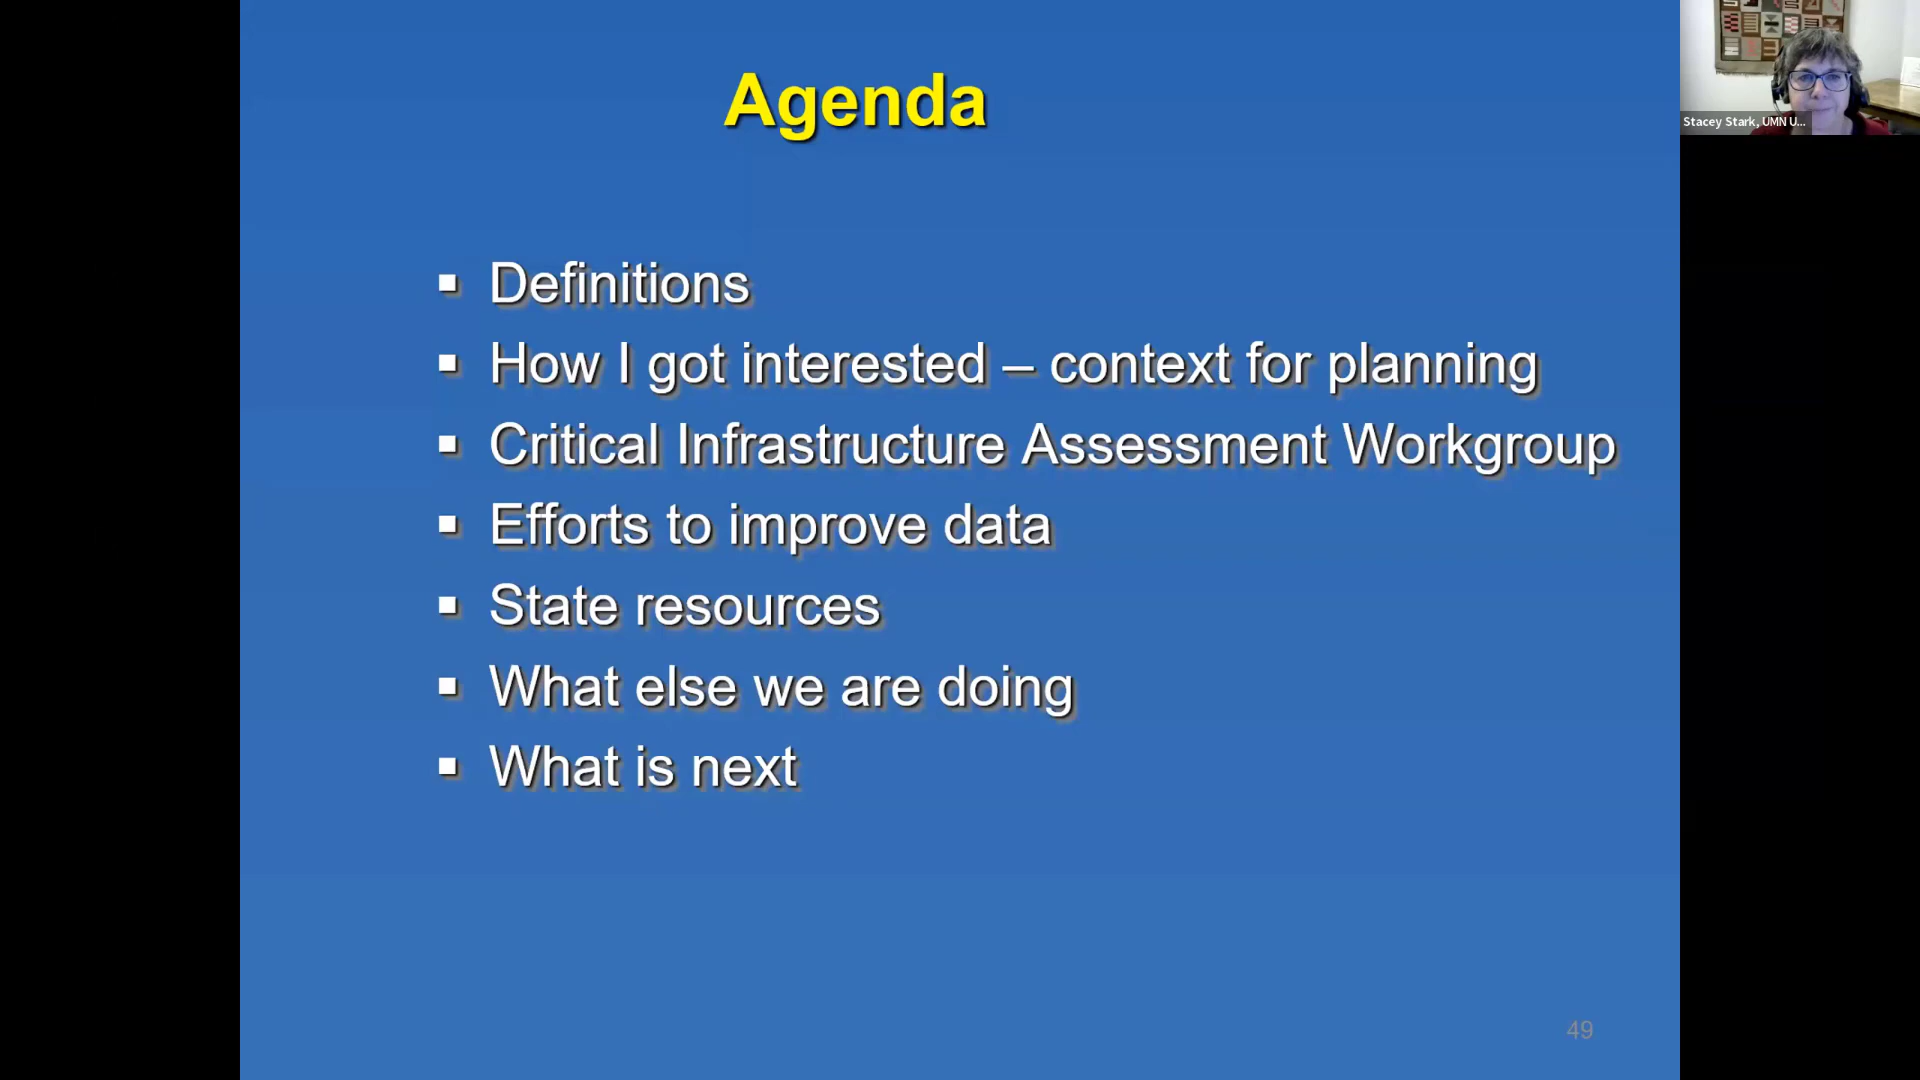 Agenda
Stacey Stark, UMN U...
▪ Definitions
▪ How I got interested – context for planning
▪ Critical Infrastructure Assessment Workgroup
▪ Efforts to improve data
▪ State resources
▪ What else we are doing
▪ What is next
49